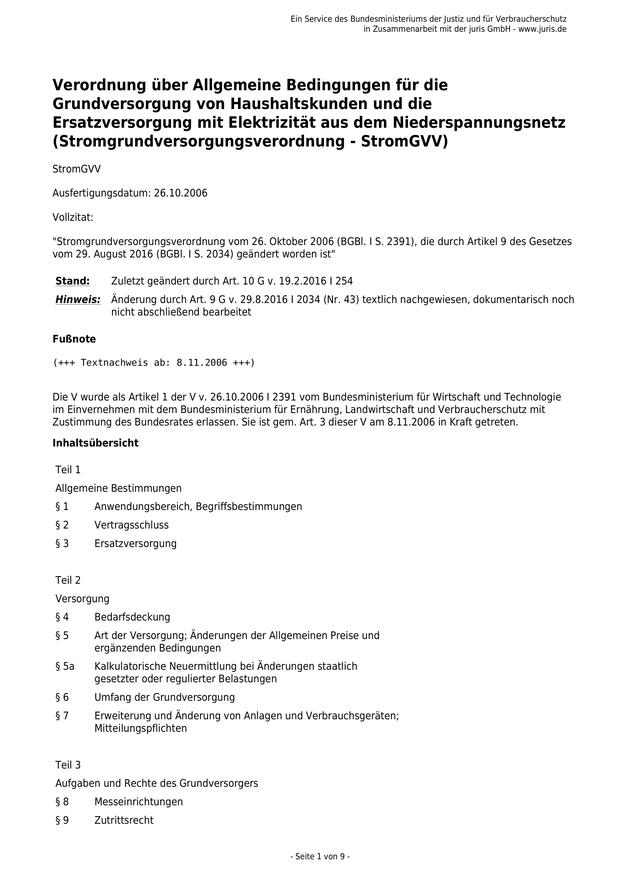 Ein Service des Bundesministeriums der Justiz und für Verbraucherschutz
in Zusammenarbeit mit der juris GmbH - www.juris.de
Verordnung über Allgemeine Bedingungen für die
Grundversorgung von Haushaltskunden und die
Ersatzversorgung mit Elektrizität aus dem Niederspannungsnetz
(Stromgrundversorgungsverordnung - StromGVV)
StromGVV
Ausfertigungsdatum: 26.10.2006
Vollzitat:
"Stromgrundversorgungsverordnung vom 26. Oktober 2006 (BGBl. I S. 2391), die durch Artikel 9 des Gesetzes
vom 29. August 2016 (BGBl. I S. 2034) geändert worden ist"
Stand: Zuletzt geändert durch Art. 10 G v. 19.2.2016 I 254
Hinweis: Änderung durch Art. 9 G v. 29.8.2016 I 2034 (Nr. 43) textlich nachgewiesen, dokumentarisch noch
nicht abschließend bearbeitet
Fußnote
(+++ Textnachweis ab: 8.11.2006 +++)
Die V wurde als Artikel 1 der V v. 26.10.2006 I 2391 vom Bundesministerium für Wirtschaft und Technologie
im Einvernehmen mit dem Bundesministerium für Ernährung, Landwirtschaft und Verbraucherschutz mit
Zustimmung des Bundesrates erlassen. Sie ist gem. Art. 3 dieser V am 8.11.2006 in Kraft getreten.
Inhaltsübersicht
Teil 1
Allgemeine Bestimmungen
§ 1 Anwendungsbereich, Begriffsbestimmungen
§ 2 Vertragsschluss
§ 3 Ersatzversorgung
Teil 2
Versorgung
§ 4 Bedarfsdeckung
§ 5 Art der Versorgung; Änderungen der Allgemeinen Preise und
ergänzenden Bedingungen
§ 5a Kalkulatorische Neuermittlung bei Änderungen staatlich
gesetzter oder regulierter Belastungen
§ 6 Umfang der Grundversorgung
§ 7 Erweiterung und Änderung von Anlagen und Verbrauchsgeräten;
Mitteilungspflichten
Teil 3
Aufgaben und Rechte des Grundversorgers
§ 8 Messeinrichtungen
§ 9 Zutrittsrecht
- Seite 1 von 9 -